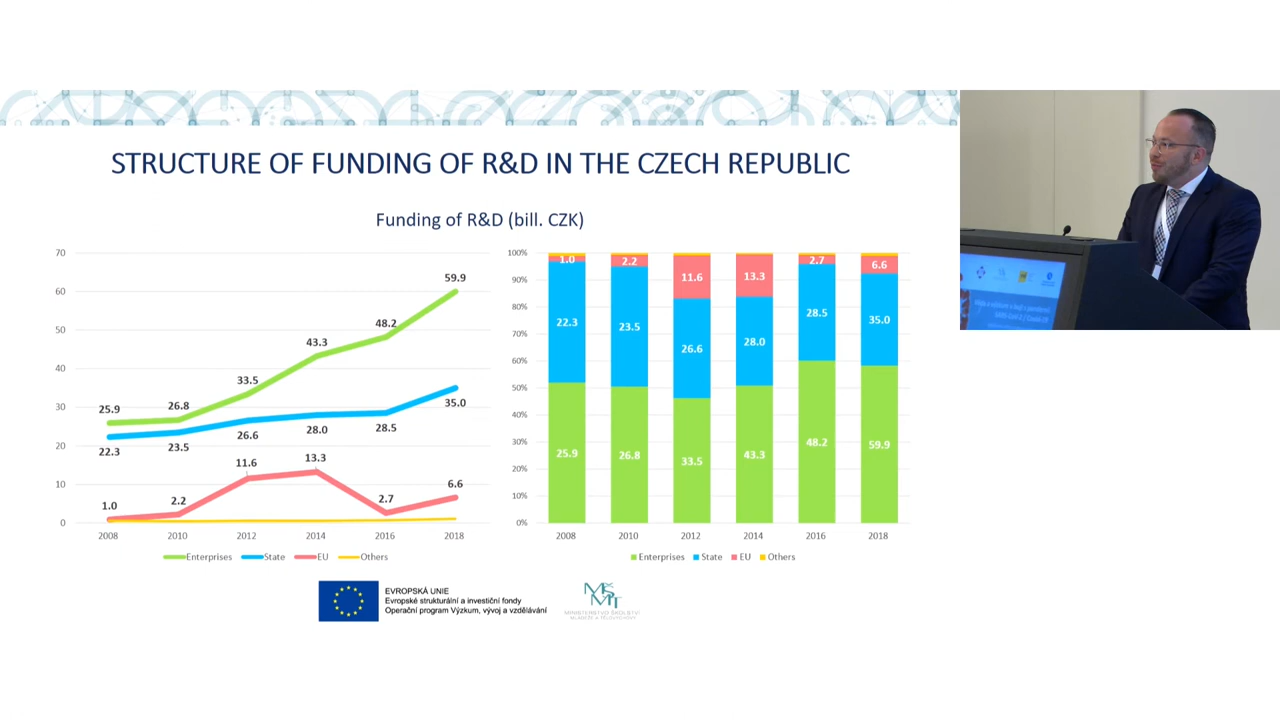 STRUCTURE OF FUNDING OF R&D IN THE CZECH REPUBLIC
Funding of R&D (bill. CZK)
70
60
50
40
30
20
10
0
25.9
26.8
33.5
43.3
48.2
59.9
22.3
23.5
26.6
28.0
28.5
35.0
1.0
2.2
11.6
13.3
2.7
6.6
2008 2010 2012 2014 2016 2018
Enterprises State EU Others
100%
90%
80%
70%
60%
50%
40%
30%
20%
10%
0%
1.0 2.2 11.6 13.3 2.7 6.6
22.3 23.5 26.6 28.0 28.5 35.0
25.9 26.8 33.5 43.3 48.2 59.9
2008 2010 2012 2014 2016 2018
Enterprises State EU Others
EVROPSKÁ UNIE
Evropské strukturální a investiční fondy
Operační program Výzkum, vývoj a vzdělávání
MŠMT
MINISTERSTVO ŠKOLSTVÍ
MLÁDEŽE A TĚLOVÝCHOVY